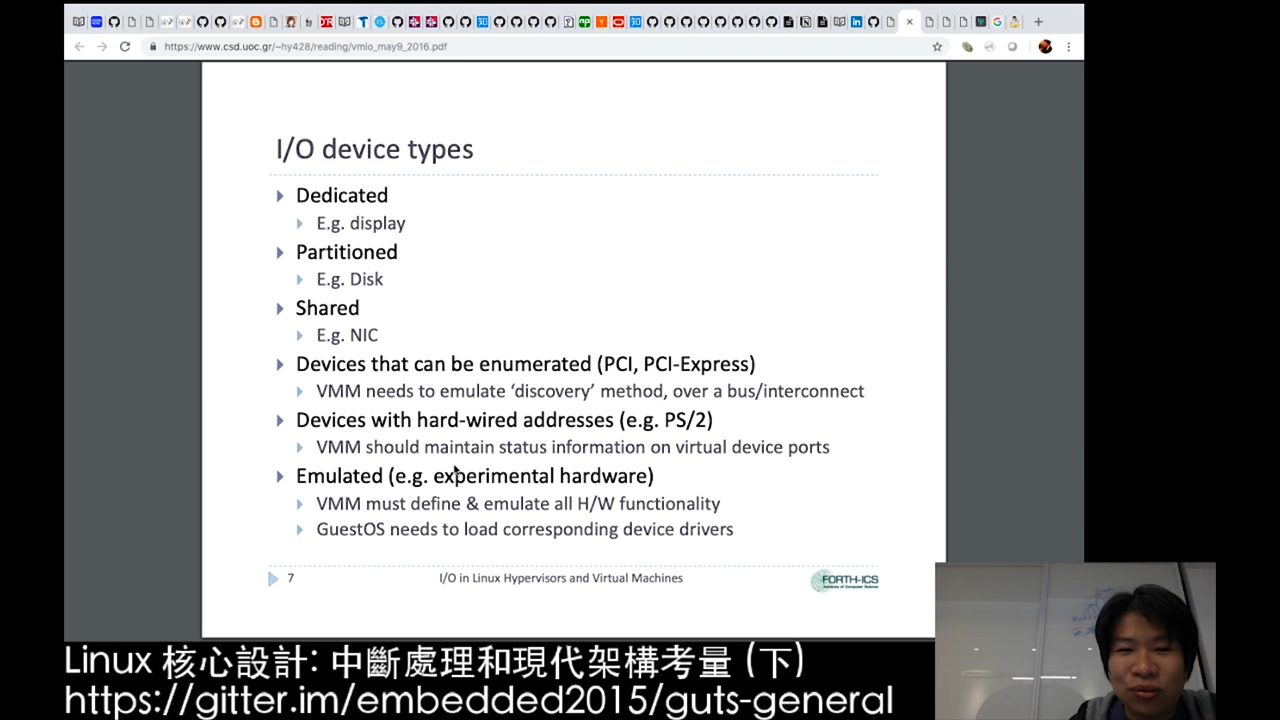 https://www.csd.uoc.gr/~hy428/reading/vmio_may9_2016.pdf
I/O device types
Dedicated
E.g. display
Partitioned
E.g. Disk
Shared
E.g. NIC
Devices that can be enumerated (PCI, PCI-Express)
VMM needs to emulate ‘discovery’ method, over a bus/interconnect
Devices with hard-wired addresses (e.g. PS/2)
VMM should maintain status information on virtual device ports
Emulated (e.g. experimental hardware)
VMM must define & emulate all H/W functionality
GuestOS needs to load corresponding device drivers
7
I/O in Linux Hypervisors and Virtual Machines
FORTH-ICS
Institute of Computer Science
Linux 核心設計: 中斷處理和現代架構考量 (下)
https://gitter.im/embedded2015/guts-general